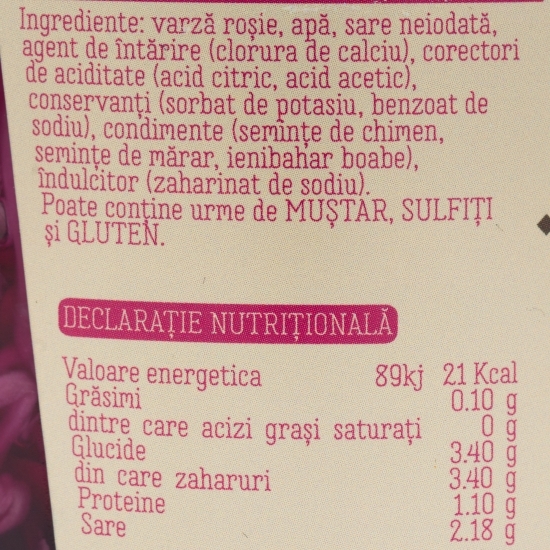 Ingrediente: varză roșie, apă, sare neiodată,
agent de întărire (clorura de calciu), corectori
de aciditate (acid citric, acid acetic),
conservanți (sorbat de potasiu, benzoat de
sodiu), condimente (semințe de chimen,
semințe de mărar, ienibahar boabe),
îndulcitor (zaharinat de sodiu).
Poate conține urme de MUȘTAR, SULFIȚI
și GLUTEN.
DECLARAȚIE NUTRIȚIONALĂ
Valoare energetica 89kj 21 Kcal
Grăsimi 0.10 g
dintre care acizi grași saturați 0 g
Glucide 3.40 g
din care zaharuri 3.40 g
Proteine 1.10 g
Sare 2.18 g